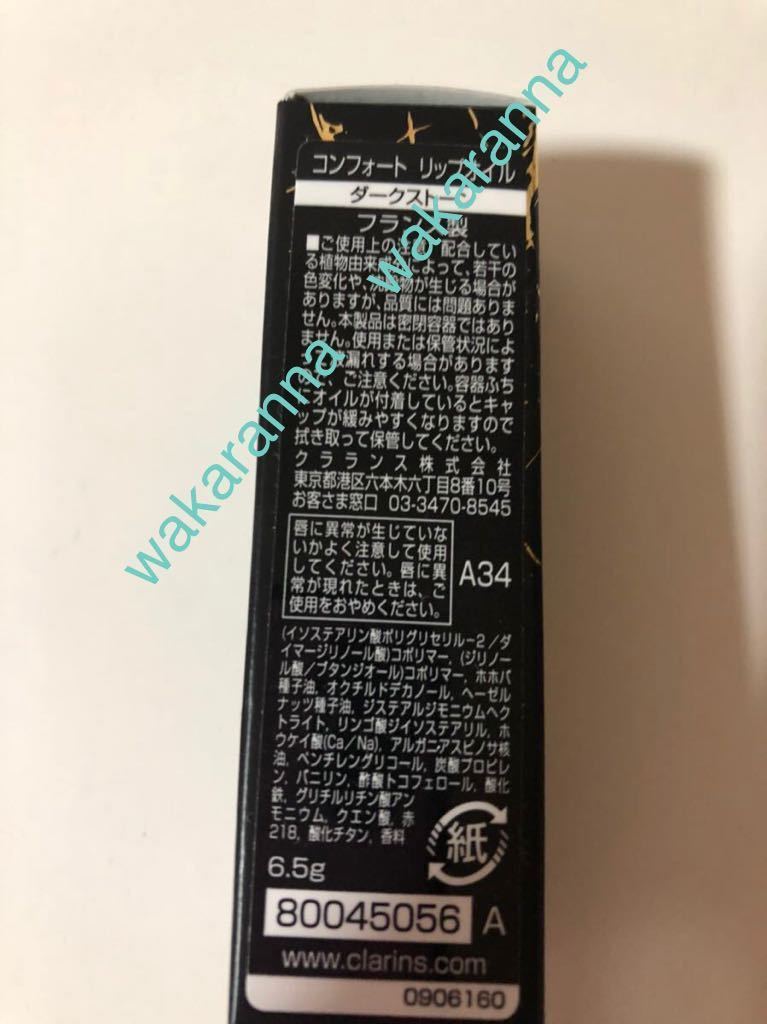 コンフォート リップオイル
ダークストーン
フランス製
■ご使用上の注意 配合してい
る植物由来成分によって、若干の
色変化や、沈殿物が生じる場合が
ありますが、品質には問題ありま
せん。本製品は密閉容器ではあり
ません。使用または保管状況によ
液漏れする場合があります
ご注意ください。容器ふち
にオイルが付着しているとキャ
ップが緩みやすくなりますので
拭き取って保管してください。
クラランス株式会社
東京都港区六本木六丁目8番10号
お客さま窓口 03-3470-8545
唇に異常が生じていな
いかよく注意して使用
してください。唇に異
常が現れたときは、ご
使用をおやめください。
A34
(イソステアリン酸ポリグリセリル-2/ダ
イマージリノール酸)コポリマー, (ジリノー
ル酸/ブタンジオール)コポリマー, ホホバ
種子油, オクチルドデカノール, ヘーゼル
ナッツ種子油, ジステアルジモニウムヘク
トライト, リンゴ酸ジイソステアリル, ホ
ウケイ酸(Ca/Na), アルガニアスピノサ核
油, ペンチレングリコール, 炭酸プロピレ
ン, バニリン, 酢酸トコフェロール, 酸化
鉄, グリチルリチン酸アン
モニウム, クエン酸, 赤
218, 酸化チタン, 香料
紙
6.5g
80045056 A
www.clarins.com
0906160
wakaranna
wakaranna